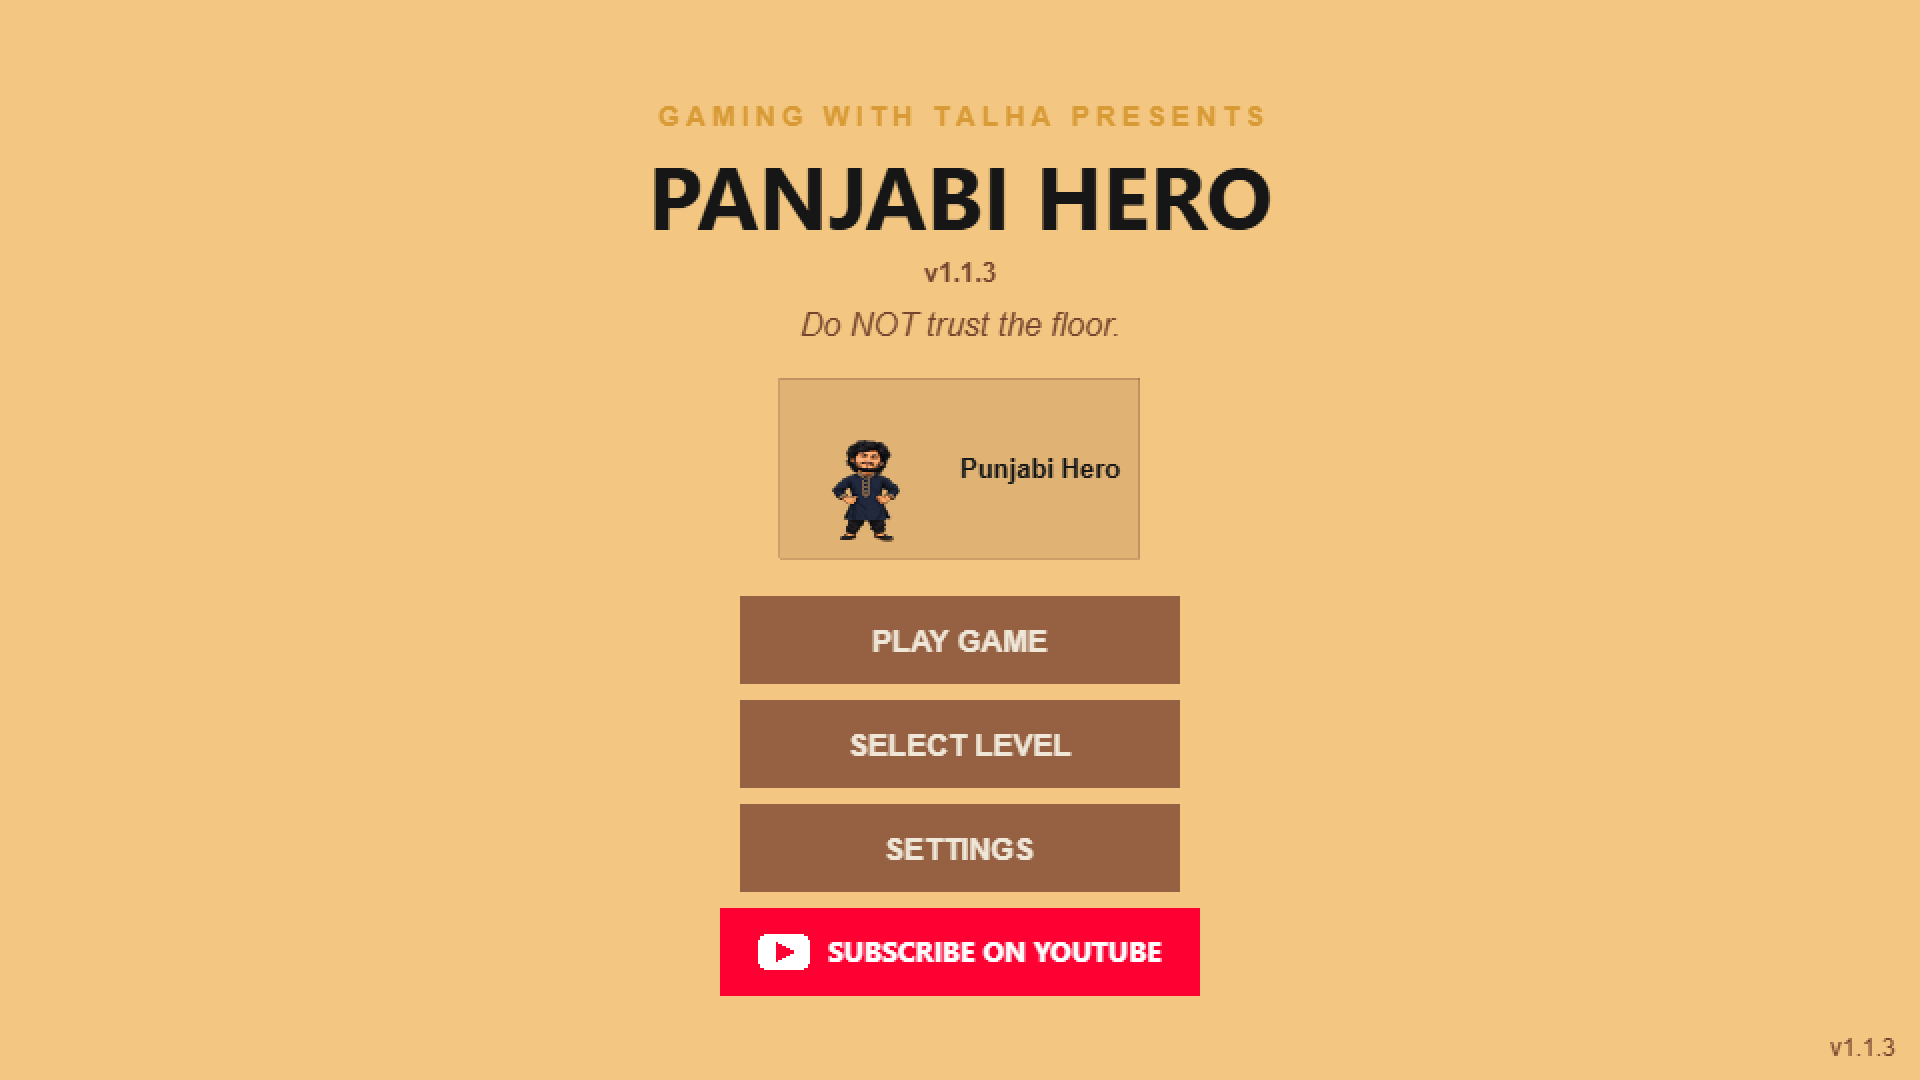 GAMING WITH TALHA PRESENTS
PANJABI HERO
v1.1.3
Do NOT trust the floor.
Punjabi Hero
PLAY GAME
SELECT LEVEL
SETTINGS
SUBSCRIBE ON YOUTUBE
v1.1.3